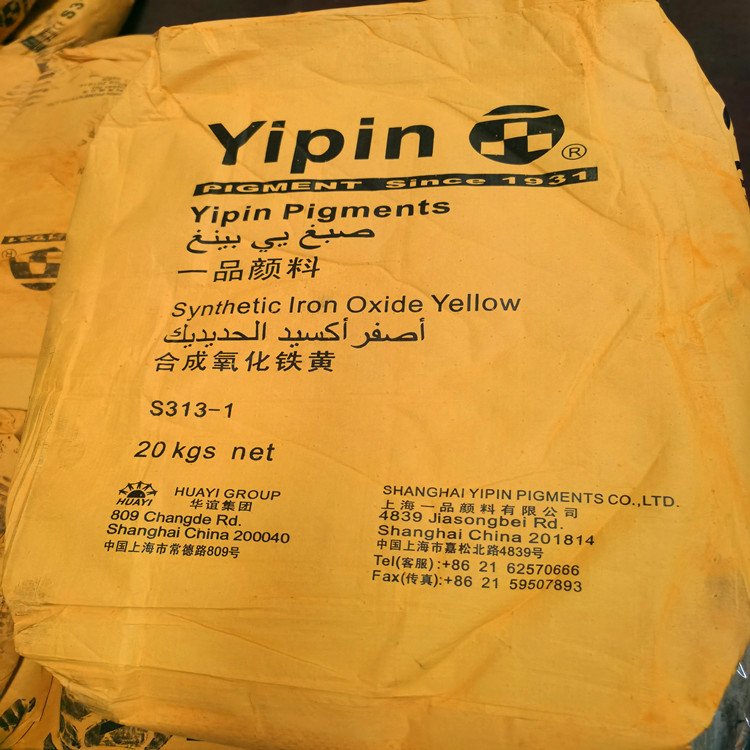 Yipin ®
PIGMENT Since 1931
Yipin Pigments
صبغ يي بينغ
一品颜料
Synthetic Iron Oxide Yellow
أصفر أكسيد الحديديك
合成氧化铁黄
S313-1
20 kgs net
HUAYI
HUAYI GROUP
华谊集团
809 Changde Rd.
Shanghai China 200040
中国上海市常德路809号
SHANGHAI YIPIN PIGMENTS CO.,LTD.
上海一品颜料有限公司
4839 Jiasongbei Rd.
Shanghai China 201814
中国上海市嘉松北路4839号
Tel(客服):+86 21 62570666
Fax(传真):+86 21 59507893